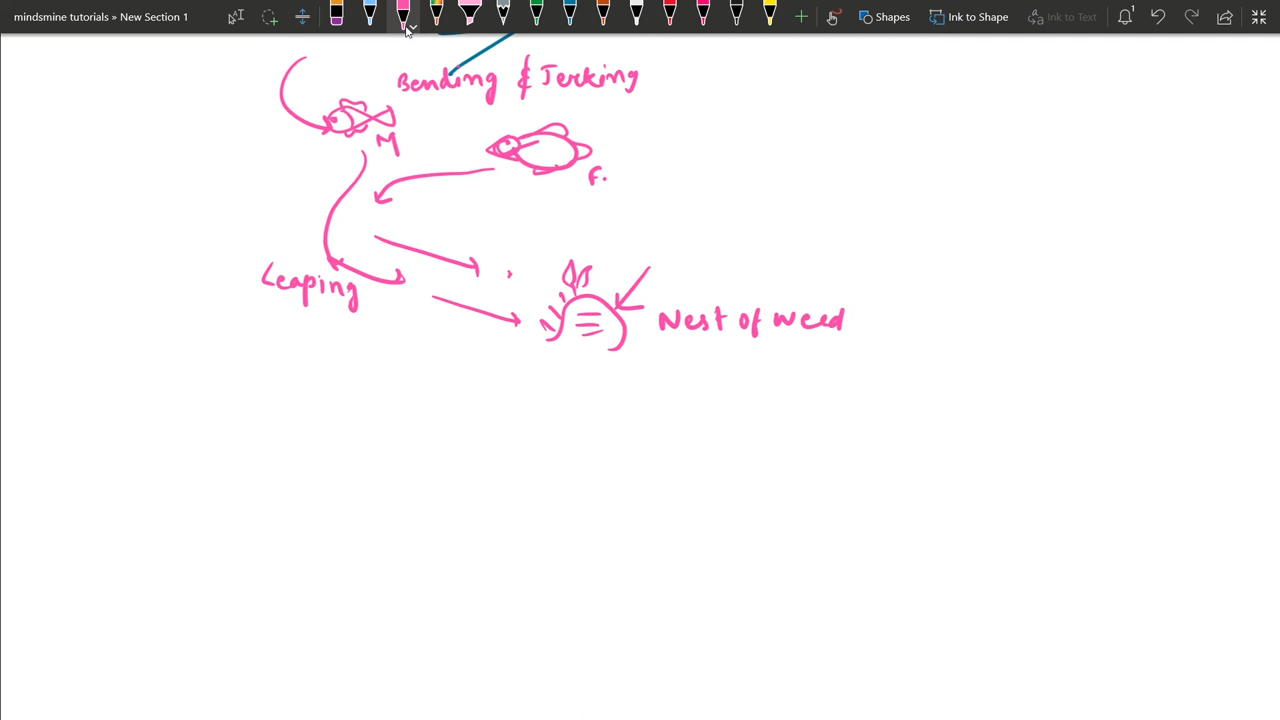 mindsmine tutorials » New Section 1
Shapes
Ink to Shape
Ink to Text
Bending & Jerking
M
F.
Leaping
Nest of weed